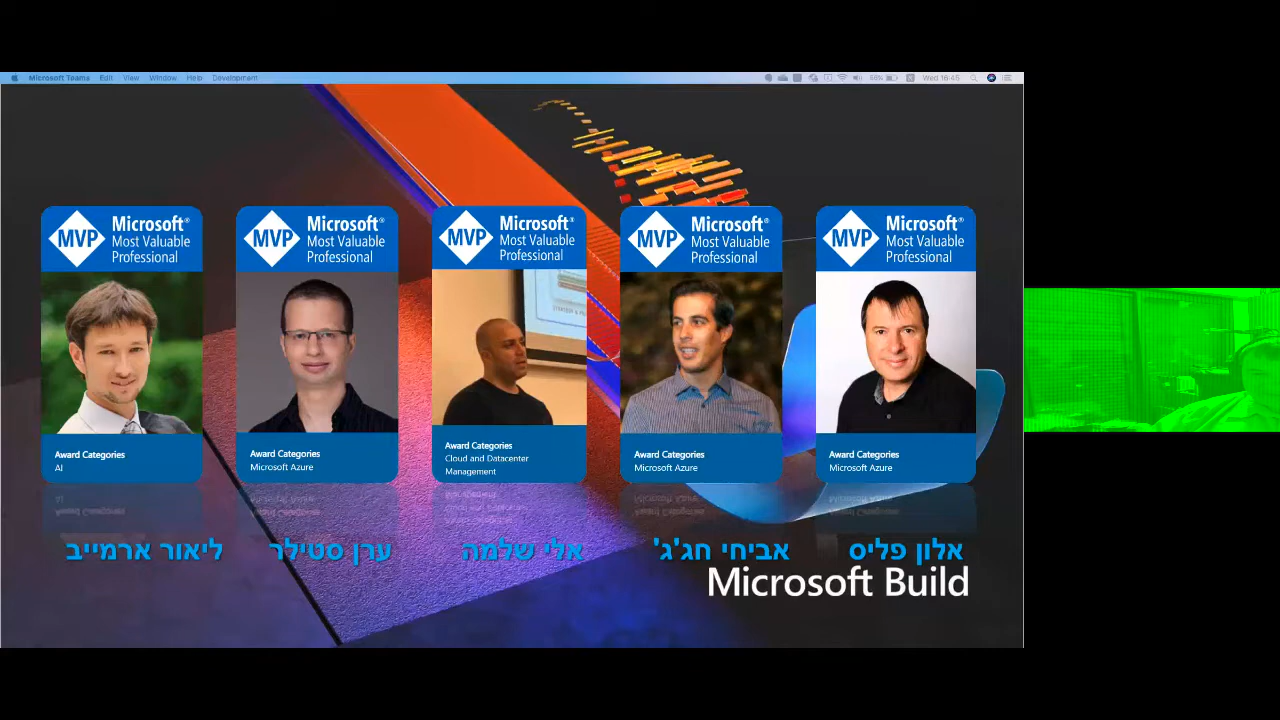 Microsoft Teams Edit View Window Help Development
50% Wed 16:45
MVP Microsoft®
Most Valuable
Professional
Award Categories
AI
ליאור ארמייב
MVP Microsoft®
Most Valuable
Professional
Award Categories
Microsoft Azure
ערן סטילר
MVP Microsoft®
Most Valuable
Professional
Award Categories
Cloud and Datacenter
Management
אלי שלמה
MVP Microsoft®
Most Valuable
Professional
Award Categories
Microsoft Azure
אביחי חג'ג'
MVP Microsoft®
Most Valuable
Professional
Award Categories
Microsoft Azure
אלון פליס
Microsoft Build